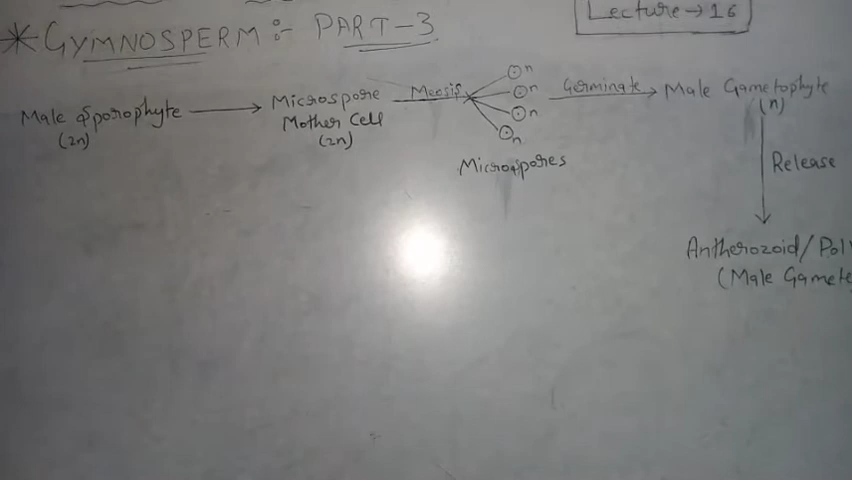 Lecture → 16
* GYMNOSPERM :- PART-3
Male sporophyte → Microspore Mother Cell Meosis n n n n Germinate → Male Gametophyte
(2n) (2n) (n)
Microspores
Release
Antherozoid/Pol
(Male Gamete